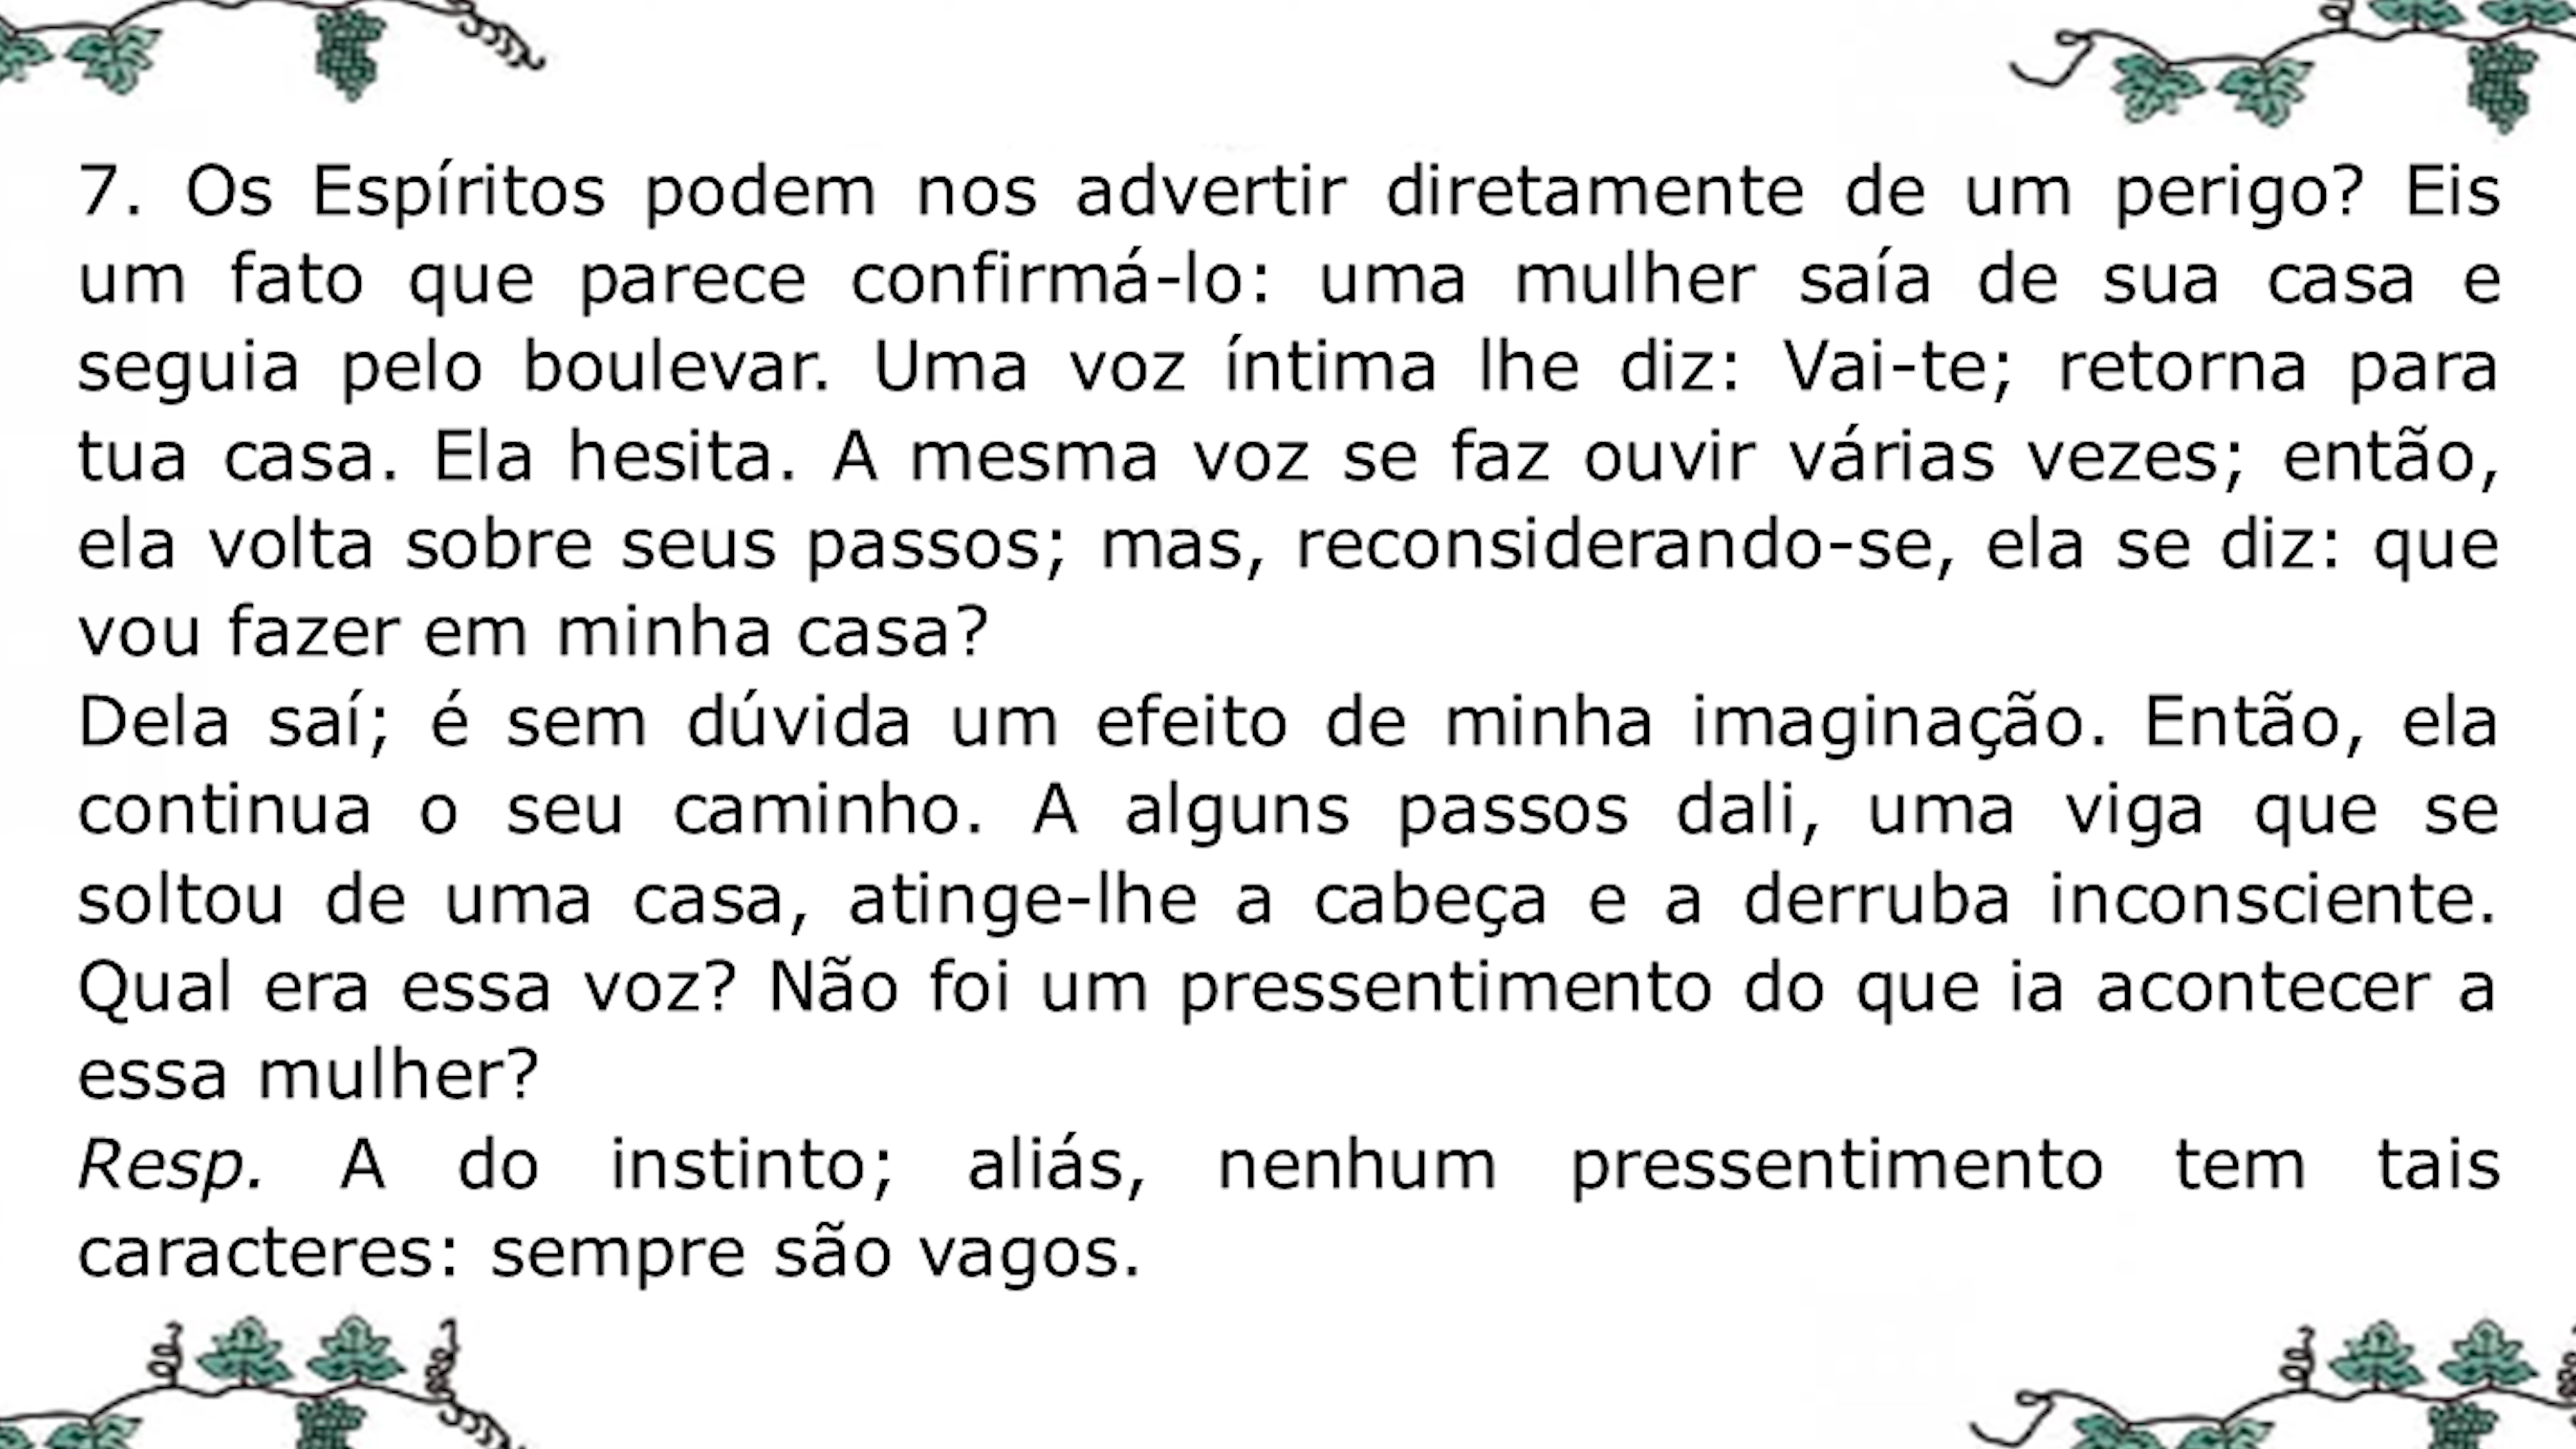 7. Os Espíritos podem nos advertir diretamente de um perigo? Eis
um fato que parece confirmá-lo: uma mulher saía de sua casa e
seguia pelo boulevar. Uma voz íntima lhe diz: Vai-te; retorna para
tua casa. Ela hesita. A mesma voz se faz ouvir várias vezes; então,
ela volta sobre seus passos; mas, reconsiderando-se, ela se diz: que
vou fazer em minha casa?
Dela saí; é sem dúvida um efeito de minha imaginação. Então, ela
continua o seu caminho. A alguns passos dali, uma viga que se
soltou de uma casa, atinge-lhe a cabeça e a derruba inconsciente.
Qual era essa voz? Não foi um pressentimento do que ia acontecer a
essa mulher?
Resp. A do instinto; aliás, nenhum pressentimento tem tais
caracteres: sempre são vagos.